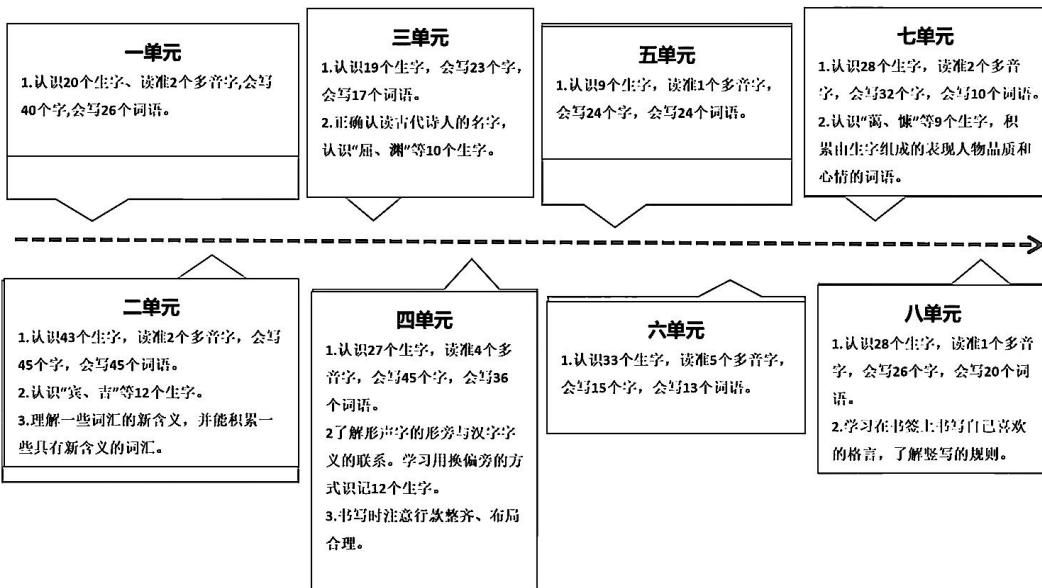 一单元
1.认识20个生字、读准2个多音字,会写
40个字,会写26个词语。
二单元
1.认识43个生字，读准2个多音字，会写
45个字，会写45个词语。
2.认识“宾、吉”等12个生字。
3.理解一些词汇的新含义，并能积累一
些具有新含义的词汇。
三单元
1.认识19个生字，会写23个字，
会写17个词语。
2.正确认读古代诗人的名字，
认识“屈、渊”等10个生字。
四单元
1.认识27个生字，读准4个多
音字，会写45个字，会写36
个词语。
2了解形声字的形旁与汉字字
义的联系。学习用换偏旁的方
式识记12个生字。
3.书写时注意行款整齐、布局
合理。
五单元
1.认识9个生字，读准1个多音字，
会写24个字，会写24个词语。
六单元
1.认识33个生字，读准5个多音字，
会写15个字，会写13个词语。
七单元
1.认识28个生字，读准2个多音
字，会写32个字，会写10个词语。
2.认识“蔼、慷”等9个生字，积
累由生字组成的表现人物品质和
心情的词语。
八单元
1.认识28个生字，读准1个多音
字，会写26个字，会写20个词
语。
2.学习在书签上书写自己喜欢
的格言，了解竖写的规则。